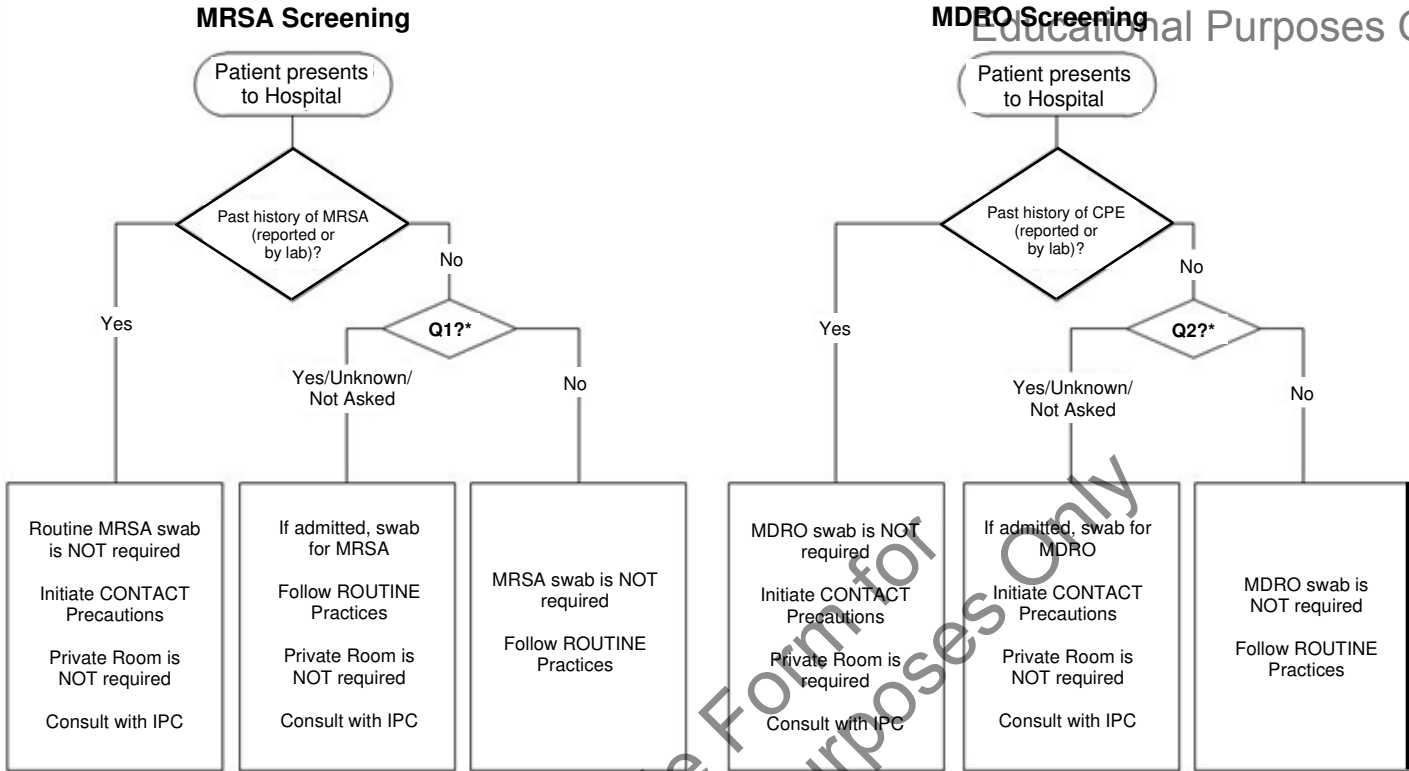 MRSA Screening
Patient presents
to Hospital
Past history of MRSA
(reported or
by lab)?
Yes
No
Q1?*
Yes/Unknown/
Not Asked
No
Routine MRSA swab
is NOT required
Initiate CONTACT
Precautions
Private Room is
NOT required
Consult with IPC
If admitted, swab
for MRSA
Follow ROUTINE
Practices
Private Room is
NOT required
Consult with IPC
MRSA swab is NOT
required
Follow ROUTINE
Practices
MDRO Screening
Educational Purposes
Patient presents
to Hospital
Past history of CPE
(reported or
by lab)?
Yes
No
Q2?*
Yes/Unknown/
Not Asked
No
MDRO swab is NOT
required
Initiate CONTACT
Precautions
Private Room is
required
Consult with IPC
If admitted, swab for
MDRO
Initiate CONTACT
Precautions
Private Room is
NOT required
Consult with IPC
MDRO swab is
NOT required
Follow ROUTINE
Practices
Form for
Purposes Only